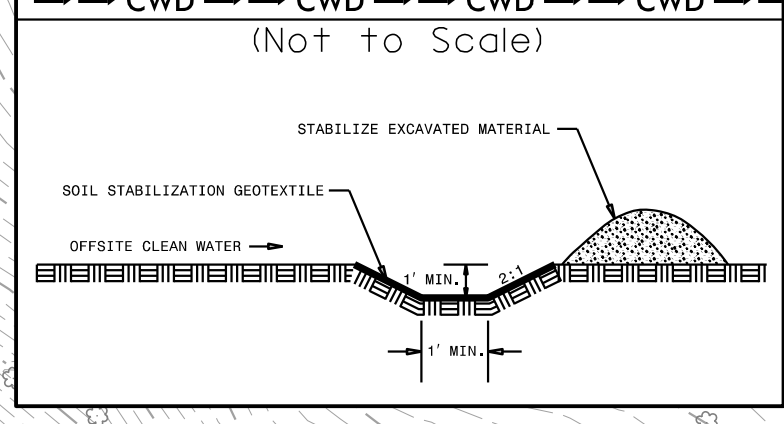 CWD CWD CWD CWD
(Not to Scale)
STABILIZE EXCAVATED MATERIAL
SOIL STABILIZATION GEOTEXTILE
OFFSITE CLEAN WATER
1' MIN.
2:1
1' MIN.